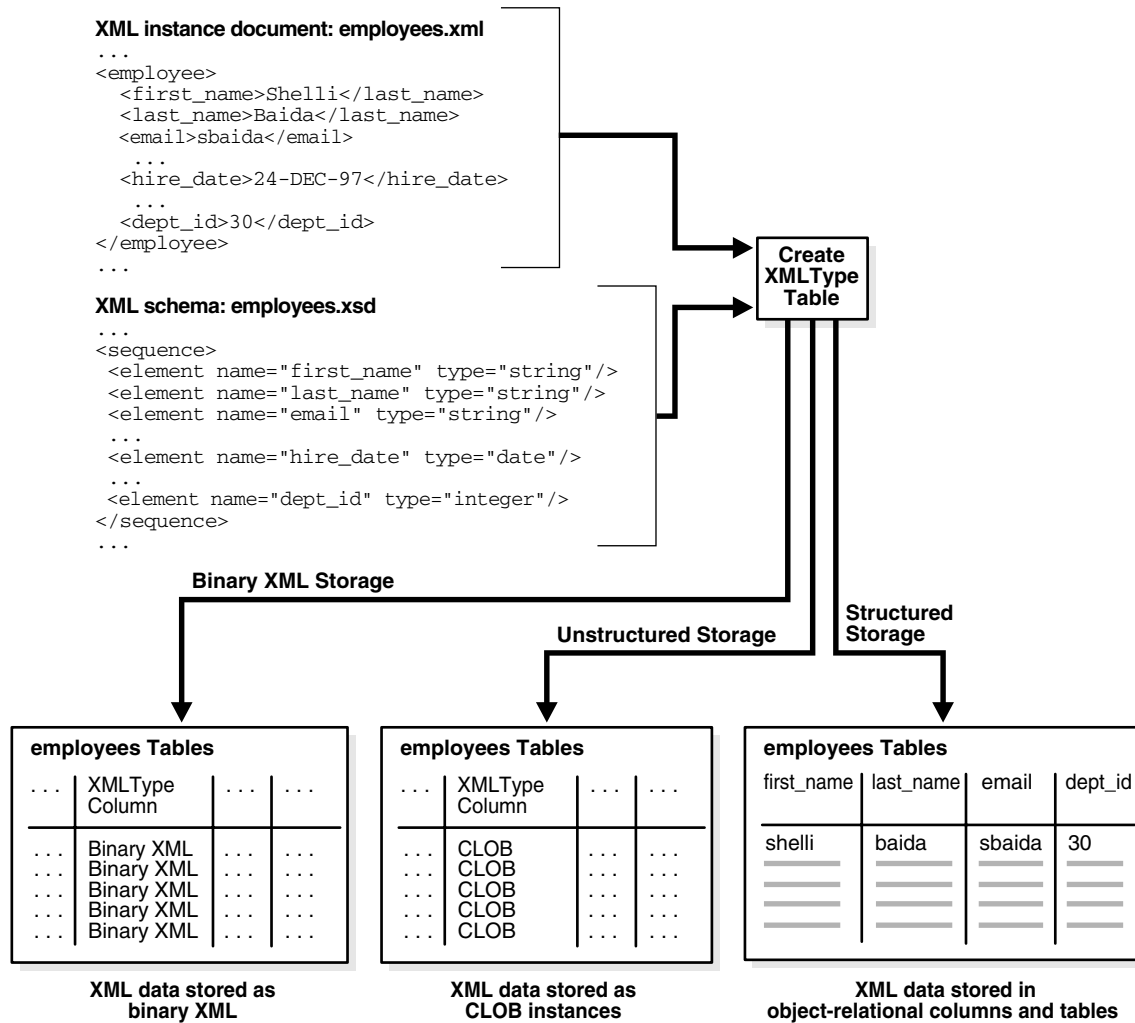 XML instance document: employees.xml
...
<employee>
<first_name>Shelli</last_name>
<last_name>Baida</last_name>
<email>sbaida</email>
...
<hire_date>24-DEC-97</hire_date>
...
<dept_id>30</dept_id>
</employee>
...
XML schema: employees.xsd
...
<sequence>
<element name="first_name" type="string"/>
<element name="last_name" type="string"/>
<element name="email" type="string"/>
...
<element name="hire_date" type="date"/>
...
<element name="dept_id" type="integer"/>
</sequence>
...
Create
XMLType
Table
Binary XML Storage
Unstructured Storage
Structured
Storage
employees Tables
... XMLType ... ...
Column
... Binary XML ... ...
... Binary XML ... ...
... Binary XML ... ...
... Binary XML ... ...
... Binary XML ... ...
XML data stored as
binary XML
employees Tables
... XMLType ... ...
Column
... CLOB ... ...
... CLOB ... ...
... CLOB ... ...
... CLOB ... ...
... CLOB ... ...
XML data stored as
CLOB instances
employees Tables
first_name last_name email dept_id
shelli baida sbaida 30
XML data stored in
object-relational columns and tables